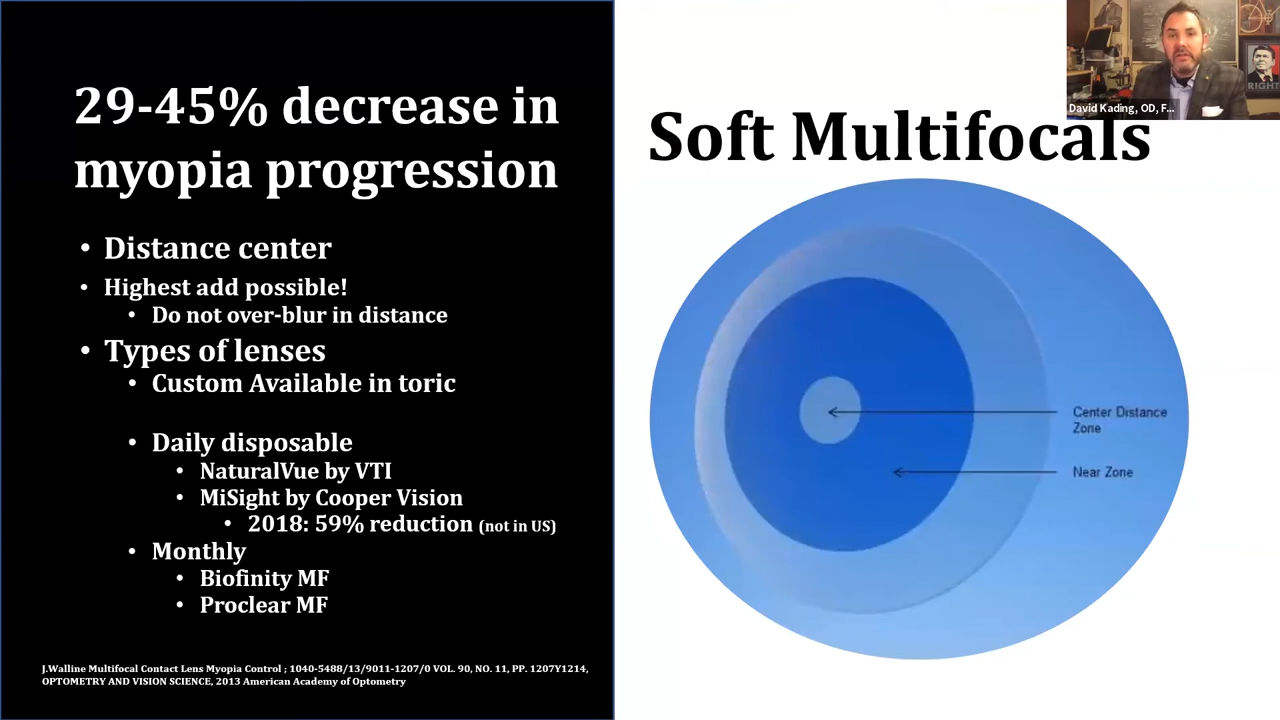 29-45% decrease in
myopia progression
• Distance center
• Highest add possible!
• Do not over-blur in distance
• Types of lenses
• Custom Available in toric
• Daily disposable
• NaturalVue by VTI
• MiSight by Cooper Vision
• 2018: 59% reduction (not in US)
• Monthly
• Biofinity MF
• Proclear MF
J.Walline Multifocal Contact Lens Myopia Control ; 1040-5488/13/9011-1207/0 VOL. 90, NO. 11, PP. 1207Y1214,
OPTOMETRY AND VISION SCIENCE, 2013 American Academy of Optometry
Soft Multifocals
Center Distance
Zone
Near Zone
RIGHT
David Kading, OD, F...